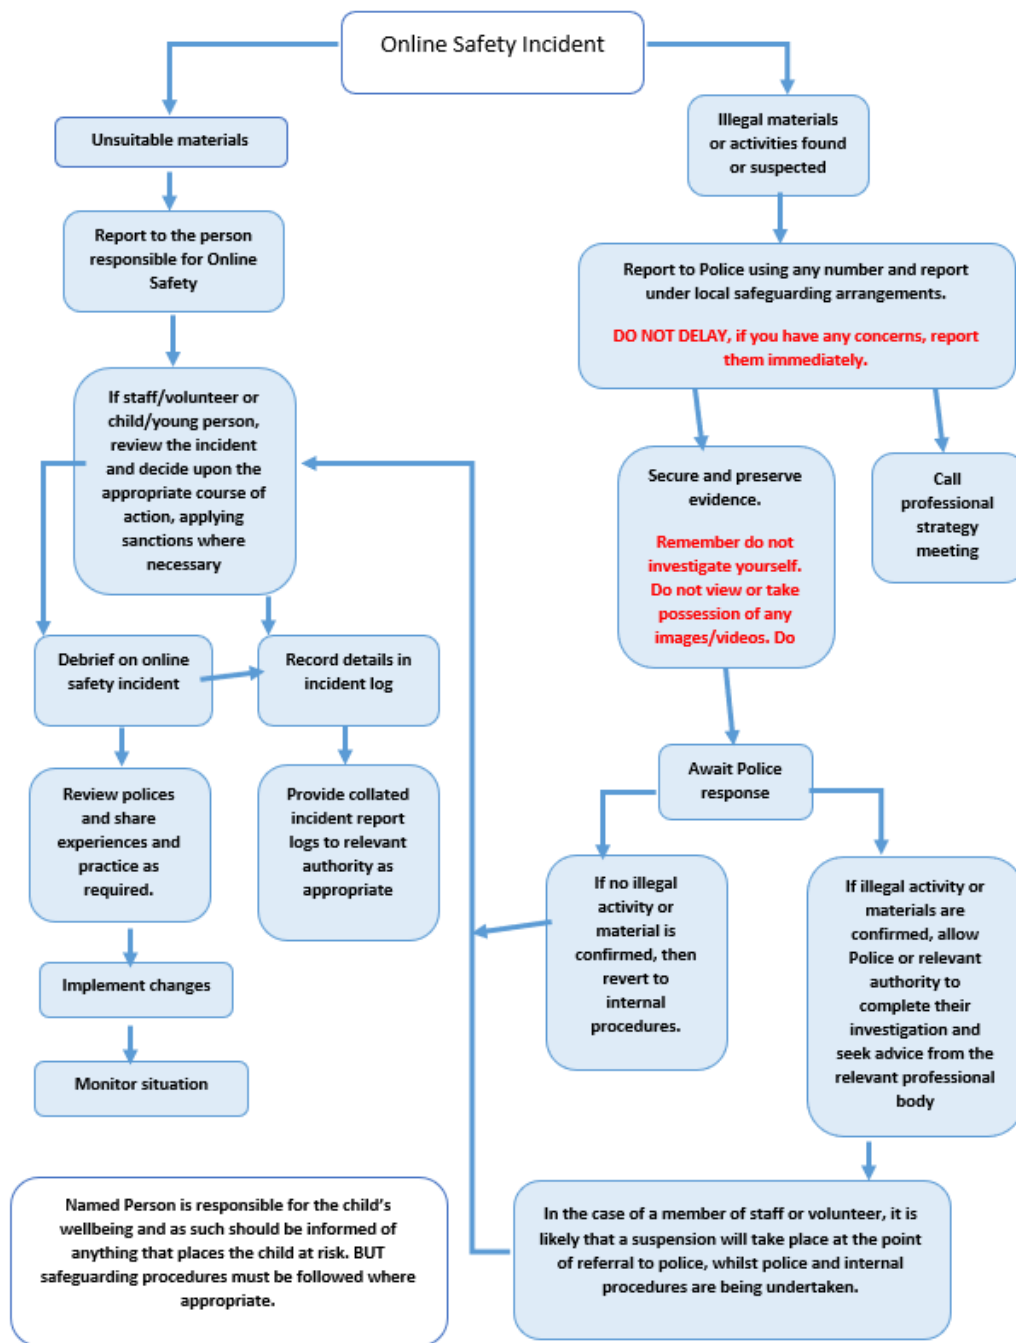 Online Safety Incident
Unsuitable materials
Illegal materials
or activities found
or suspected
Report to the person
responsible for Online
Safety
Report to Police using any number and report
under local safeguarding arrangements.
DO NOT DELAY, if you have any concerns, report
them immediately.
If staff/volunteer or
child/young person,
review the incident
and decide upon the
appropriate course of
action, applying
sanctions where
necessary
Secure and preserve
evidence.
Remember do not
investigate yourself.
Do not view or take
possession of any
images/videos. Do
Call
professional
strategy
meeting
Debrief on online
safety incident
Record details in
incident log
Await Police
response
Review polices
and share
experiences and
practice as
required.
Provide collated
incident report
logs to relevant
authority as
appropriate
If no illegal
activity or
material is
confirmed, then
revert to
internal
procedures.
If illegal activity or
materials are
confirmed, allow
Police or relevant
authority to
complete their
investigation and
seek advice from the
relevant professional
body
Implement changes
Monitor situation
Named Person is responsible for the child's
wellbeing and as such should be informed of
anything that places the child at risk. BUT
safeguarding procedures must be followed where
appropriate.
In the case of a member of staff or volunteer, it is
likely that a suspension will take place at the point
of referral to police, whilst police and internal
procedures are being undertaken.